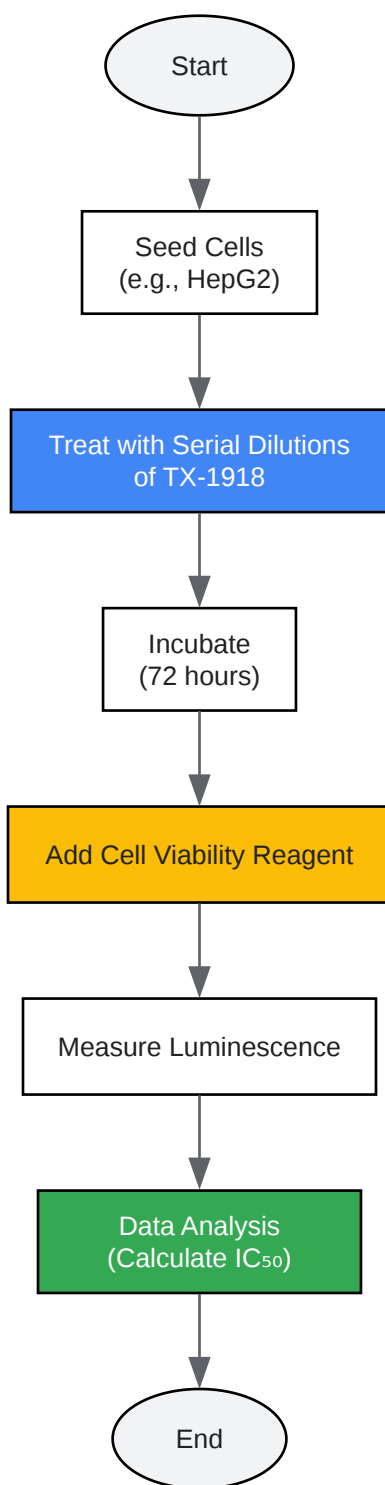 Start
Seed Cells
(e.g., HepG2)
Treat with Serial Dilutions
of TX-1918
Incubate
(72 hours)
Add Cell Viability Reagent
Measure Luminescence
Data Analysis
(Calculate IC₅₀)
End